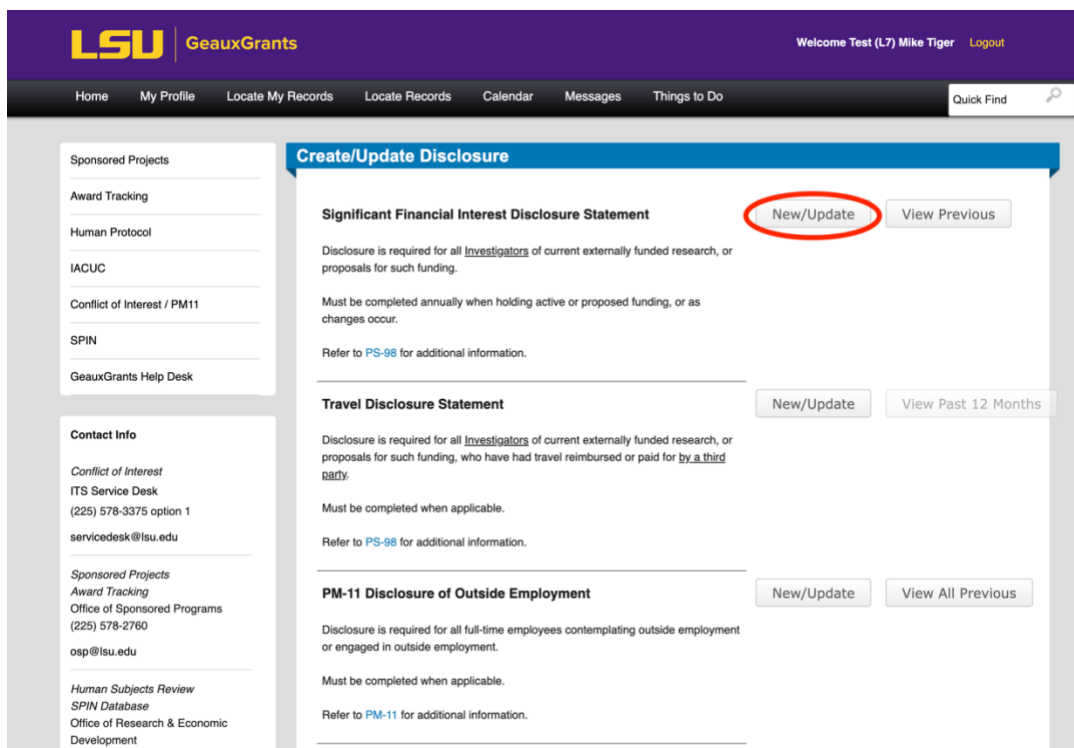 LSU GeauxGrants
Welcome Test (L7) Mike Tiger Logout
Home My Profile Locate My Records Locate Records Calendar Messages Things to Do
Quick Find
Sponsored Projects
Award Tracking
Human Protocol
IACUC
Conflict of Interest / PM11
SPIN
GeauxGrants Help Desk
Contact Info
Conflict of Interest
ITS Service Desk
(225) 578-3375 option 1
servicedesk@lsu.edu
Sponsored Projects
Award Tracking
Office of Sponsored Programs
(225) 578-2760
osp@lsu.edu
Human Subjects Review
SPIN Database
Office of Research & Economic
Development
Create/Update Disclosure
Significant Financial Interest Disclosure Statement
New/Update View Previous
Disclosure is required for all Investigators of current externally funded research, or
proposals for such funding.
Must be completed annually when holding active or proposed funding, or as
changes occur.
Refer to PS-98 for additional information.
Travel Disclosure Statement
New/Update View Past 12 Months
Disclosure is required for all Investigators of current externally funded research, or
proposals for such funding, who have had travel reimbursed or paid for by a third
party.
Must be completed when applicable.
Refer to PS-98 for additional information.
PM-11 Disclosure of Outside Employment
New/Update View All Previous
Disclosure is required for all full-time employees contemplating outside employment
or engaged in outside employment.
Must be completed when applicable.
Refer to PM-11 for additional information.